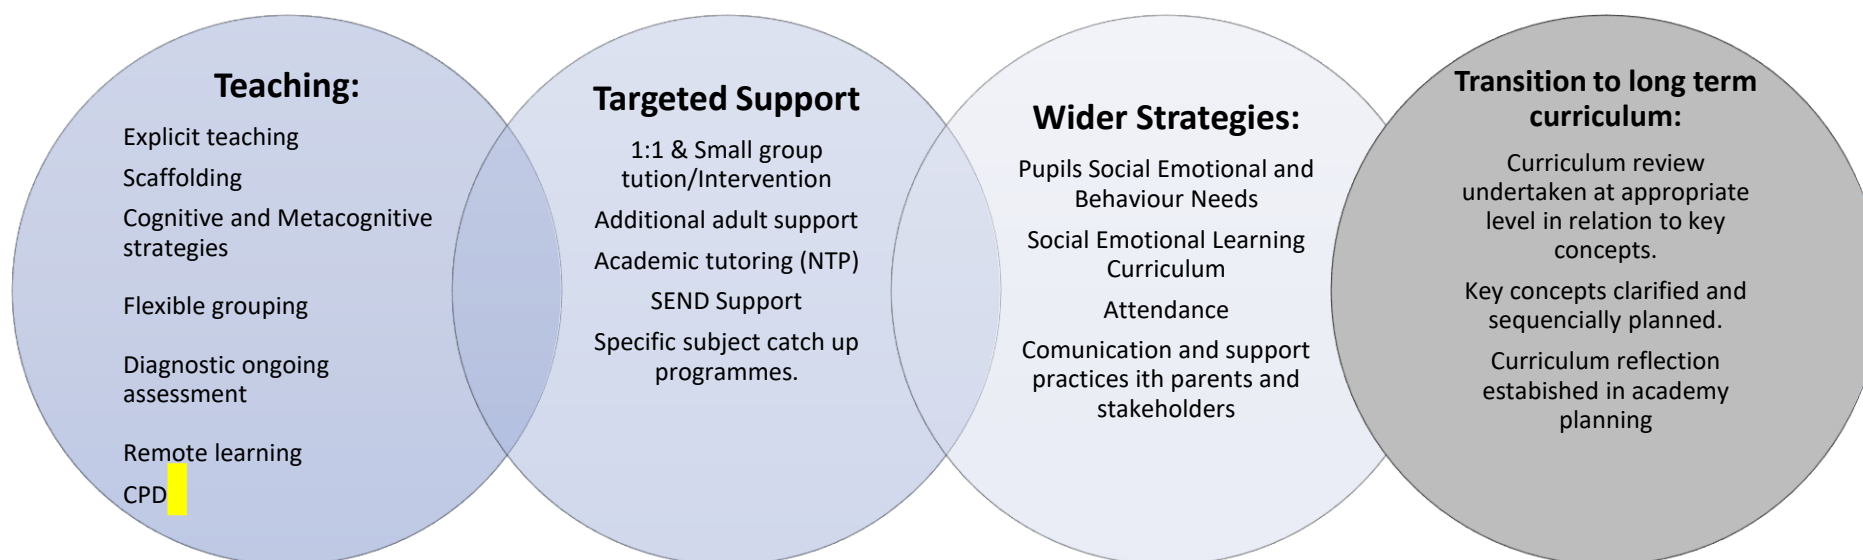 Teaching:
Explicit teaching
Scaffolding
Cognitive and Metacognitive
strategies
Flexible grouping
Diagnostic ongoing
assessment
Remote learning
CPD
Targeted Support
1:1 & Small group
tution/Intervention
Additional adult support
Academic tutoring (NTP)
SEND Support
Specific subject catch up
programmes.
Wider Strategies:
Pupils Social Emotional and
Behaviour Needs
Social Emotional Learning
Curriculum
Attendance
Comunication and support
practices ith parents and
stakeholders
Transition to long term
curriculum:
Curriculum review
undertaken at appropriate
level in relation to key
concepts.
Key concepts clarified and
sequencially planned.
Curriculum reflection
estabished in academy
planning